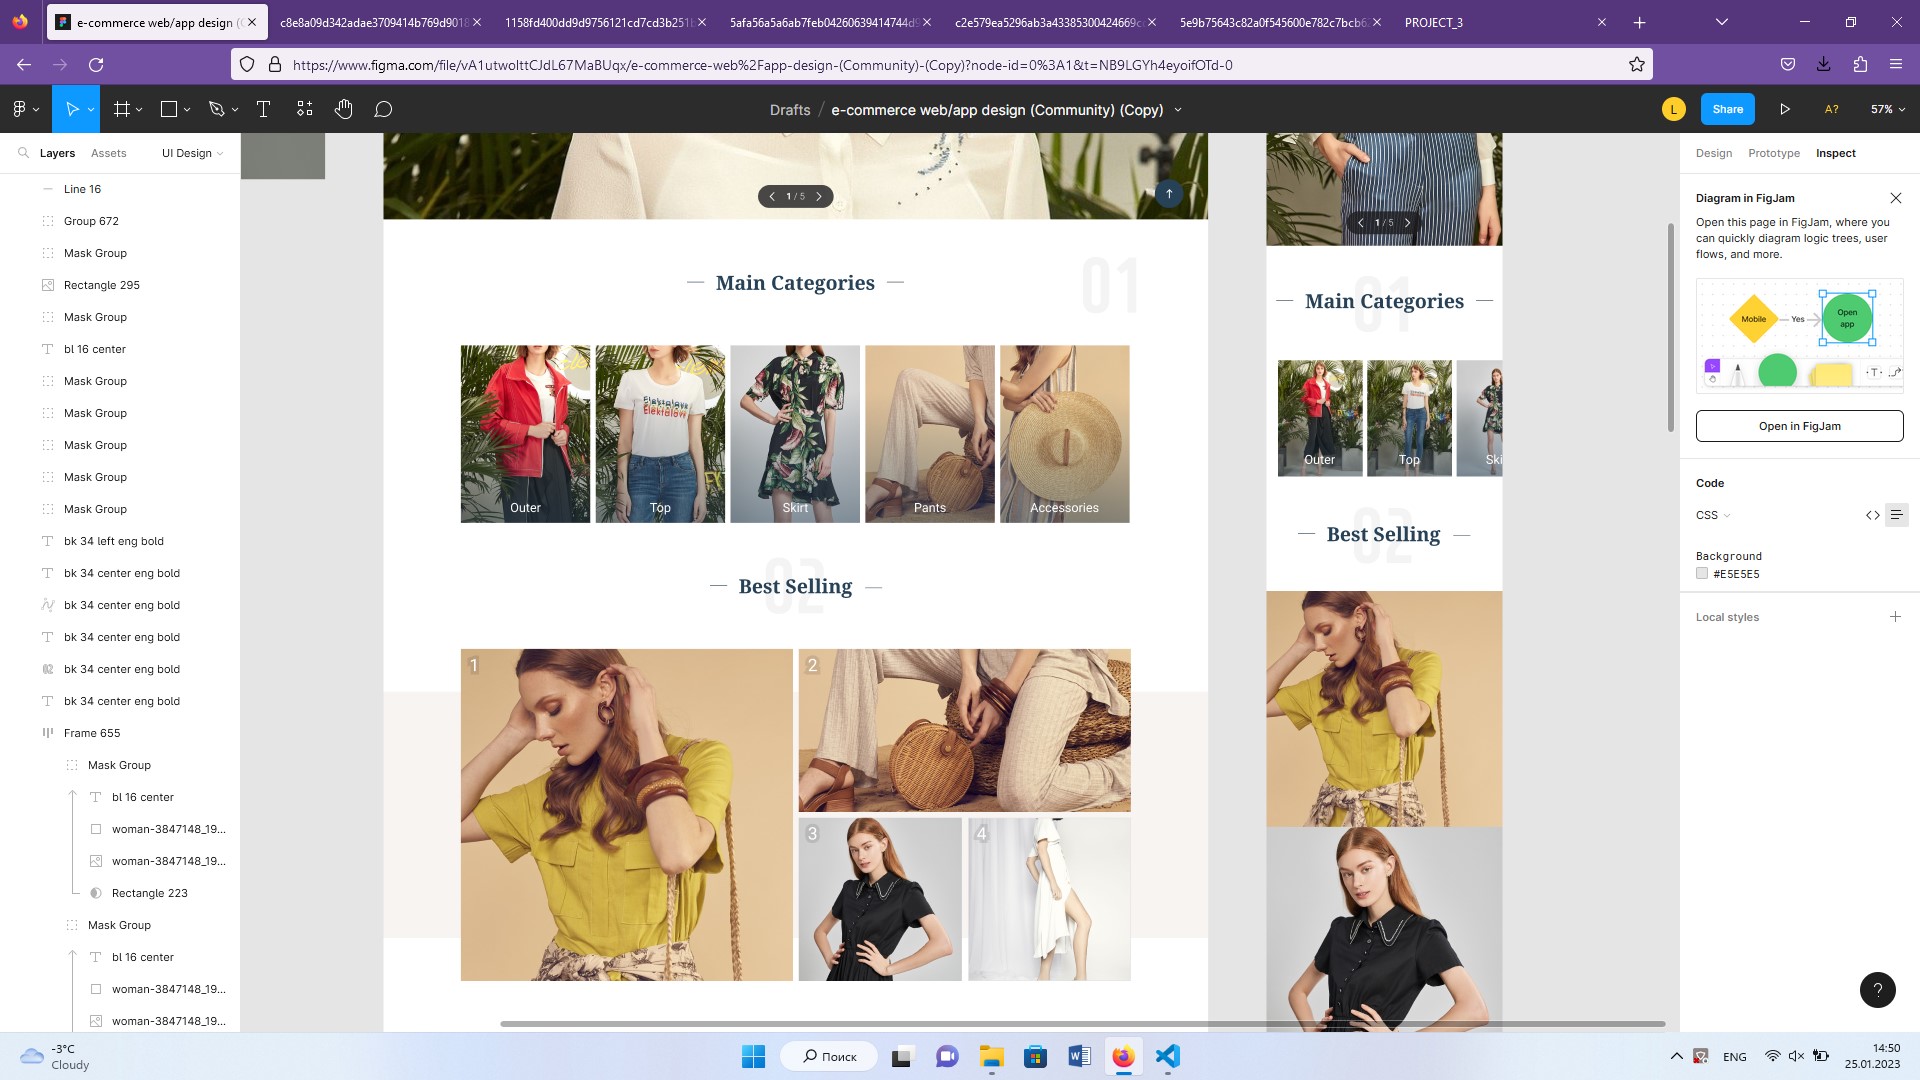 e-commerce web/app design (
c8e8a09d342adae3709414b769d9018
1158fd400dd9d9756121cd7cd3b251b
5afa56a5a6ab7feb04260639414744d9
c2e579ea5296ab3a43385300424669c
5e9b75643c82a0f545600e782c7bcb6
PROJECT_3
https://www.figma.com/file/vA1utwoIttCJdL67MaBUqx/e-commerce-web%2Fapp-design-(Community)-(Copy)?node-id=0%3A1&t=NB9LGYh4eyoifOTd-0
Drafts / e-commerce web/app design (Community) (Copy)
L
Share
A?
57%
Layers
Assets
UI Design
Line 16
Group 672
Mask Group
Rectangle 295
Mask Group
bl 16 center
Mask Group
Mask Group
Mask Group
Mask Group
Mask Group
bk 34 left eng bold
bk 34 center eng bold
bk 34 center eng bold
bk 34 center eng bold
bk 34 center eng bold
bk 34 center eng bold
Frame 655
Mask Group
bl 16 center
woman-3847148_19...
woman-3847148_19...
Rectangle 223
Mask Group
bl 16 center
woman-3847148_19...
woman-3847148_19...
1 / 5
01
Main Categories
Elektalove
Elektalove
Outer
Top
Skirt
Pants
Accessories
02
Best Selling
1
2
3
4
1 / 5
01
Main Categories
Outer
Top
Ski
02
Best Selling
Design
Prototype
Inspect
Diagram in FigJam
Open this page in FigJam, where you
can quickly diagram logic trees, user
flows, and more.
Mobile
Yes
Open
app
T
Open in FigJam
Code
CSS
Background
#E5E5E5
Local styles
?
-3°C
Cloudy
Поиск
ENG
14:50
25.01.2023